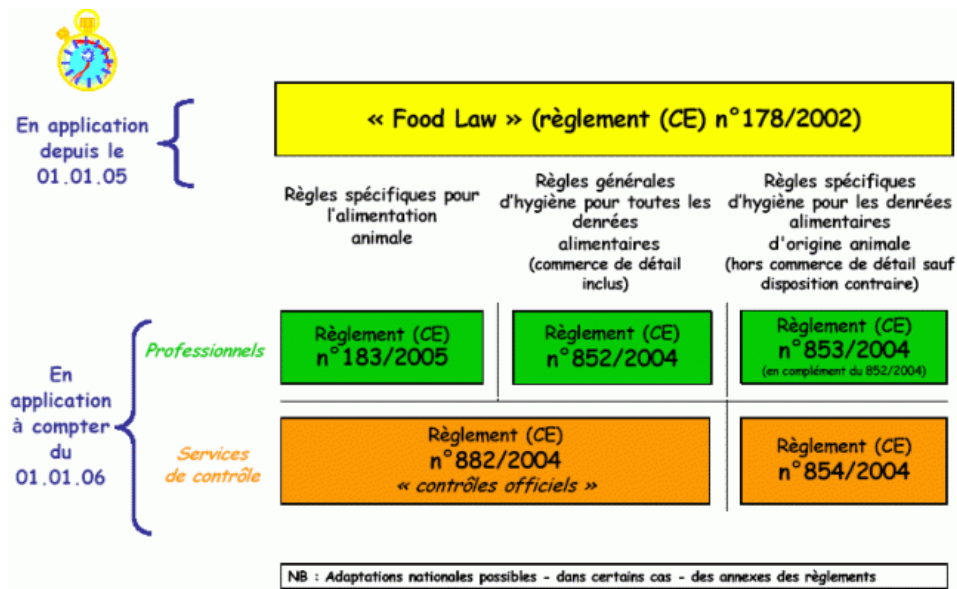 « Food Law » (règlement (CE) n°178/2002)
En application
depuis le
01.01.05
Règles spécifiques pour
l'alimentation
animale
Règles générales
d'hygiène pour toutes les
denrées
alimentaires
(commerce de détail
inclus)
Règles spécifiques
d'hygiène pour les denrées
alimentaires
d'origine animale
(hors commerce de détail sauf
disposition contraire)
En
application
à compter
du
01.01.06
Professionnels
Règlement (CE)
n°183/2005
Règlement (CE)
n°852/2004
Règlement (CE)
n°853/2004
(en complément du 852/2004)
Services
de contrôle
Règlement (CE)
n°882/2004
« contrôles officiels »
Règlement (CE)
n°854/2004
NB : Adaptations nationales possibles - dans certains cas - des annexes des règlements